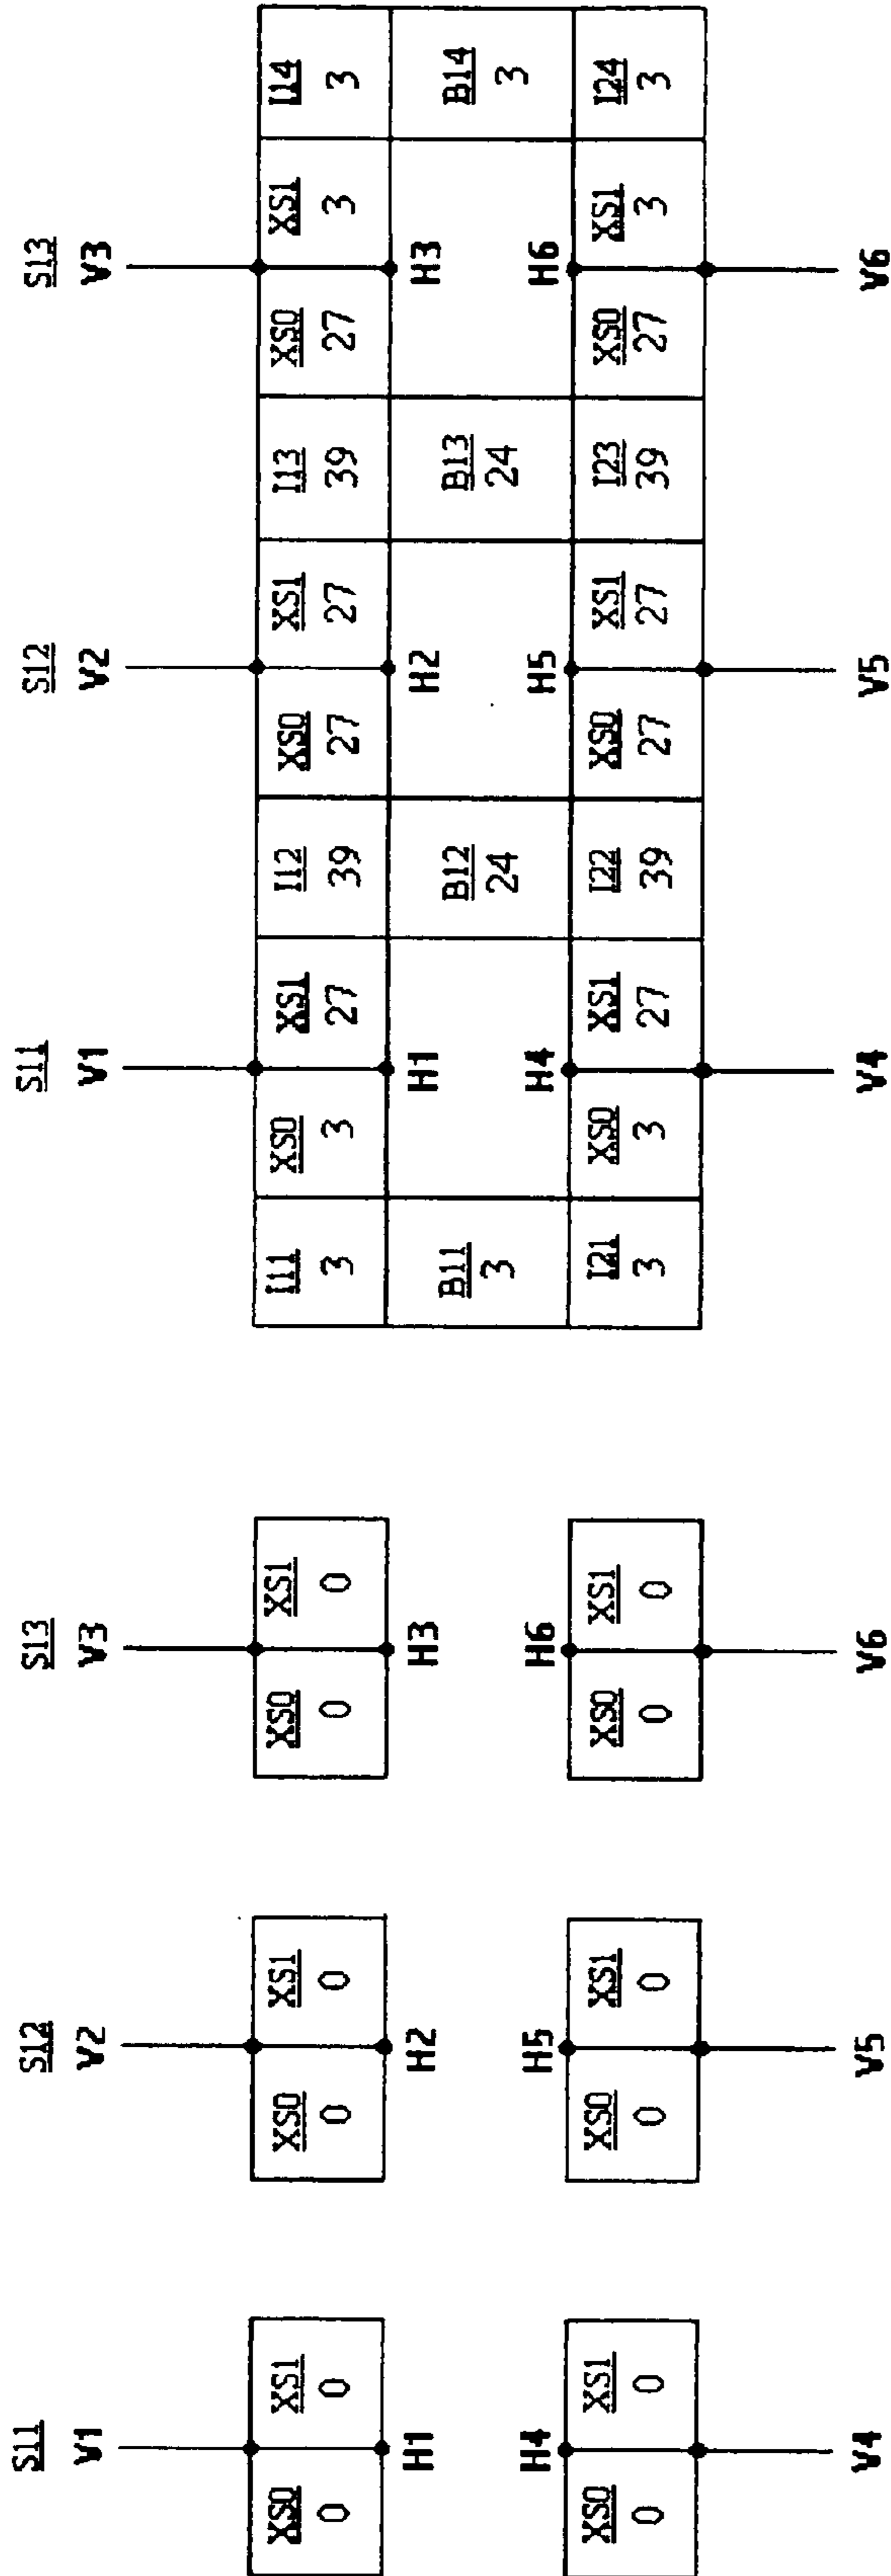 S11 S12 S13
V1 V2 V3
XS0 XS1 XS0 XS1 XS0 XS1
0 0 0 0 0 0
H1 H2 H3
H4 H5 H6
XS0 XS1 XS0 XS1 XS0 XS1
0 0 0 0 0 0
V4 V5 V6
S11 S12 S13
V1 V2 V3
I11 XS0 XS1 I12 XS0 XS1 I13 XS0 XS1 I14
3 3 27 39 27 27 39 27 3 3
H1 H2 H3
B11 B12 B13 B14
3 24 24 3
H4 H5 H6
I21 XS0 XS1 I22 XS0 XS1 I23 XS0 XS1 I24
3 3 27 39 27 27 39 27 3 3
V4 V5 V6